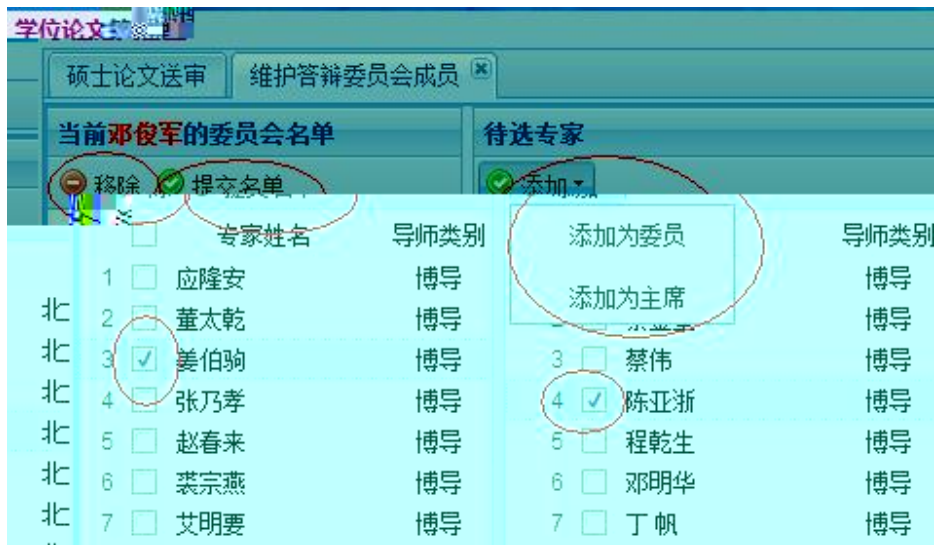 学位论文
硕士论文送审 维护答辩委员会成员
当前邓俊军的委员会名单 待选专家
移除 提交名单 添加
专家姓名 导师类别 添加为委员 导师类别
1 应隆安 博导 博导
添加为主席
北 2 董太乾 博导 博导
北 3 姜伯驹 博导 3 蔡伟 博导
北 4 张乃孝 博导 4 陈亚浙 博导
北 5 赵春来 博导 5 程乾生 博导
北 6 裘宗燕 博导 6 邓明华 博导
北 7 艾明要 博导 7 丁帆 博导